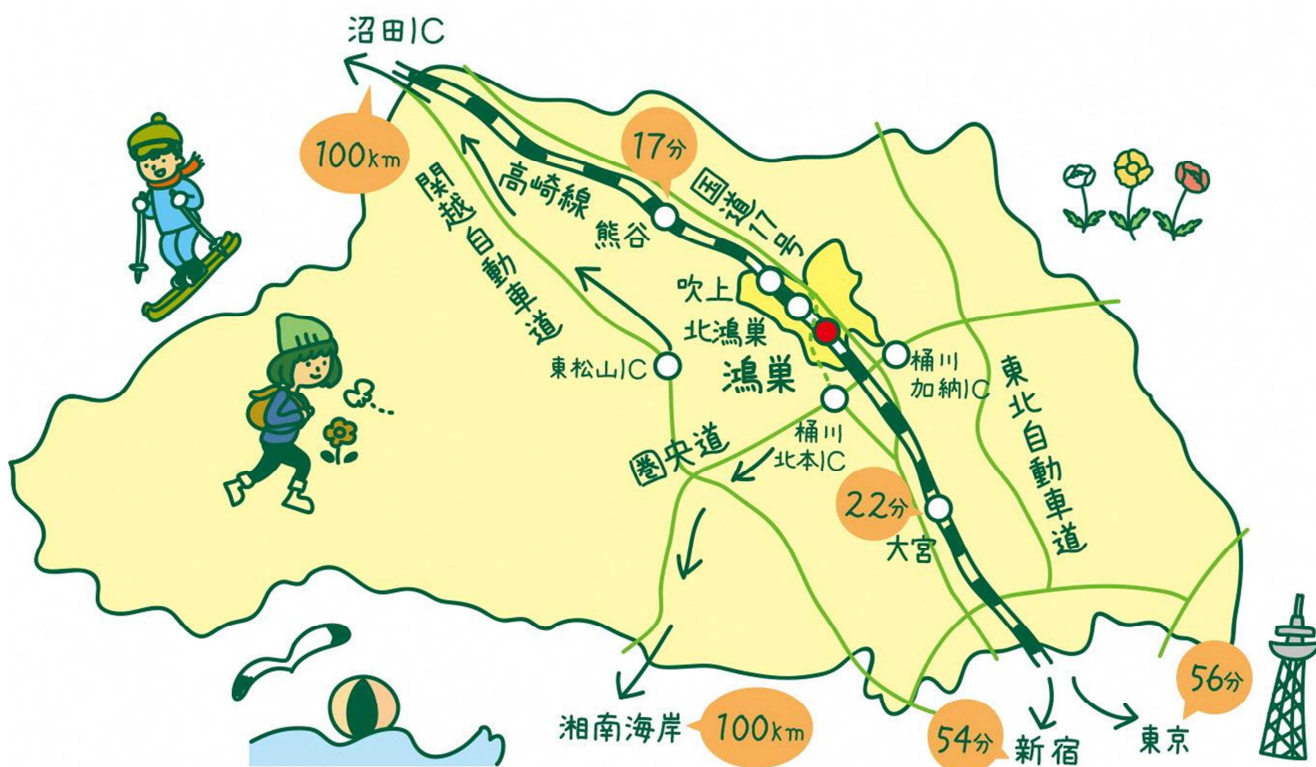 沼田IC
100km
17分
高崎線
国道17号
熊谷
関越自動車道
吹上
北鴻巣
鴻巣
東松山IC
桶川
加納IC
東北自動車道
桶川
北本IC
圏央道
22分
大宮
56分
湘南海岸
100km
54分
新宿
東京